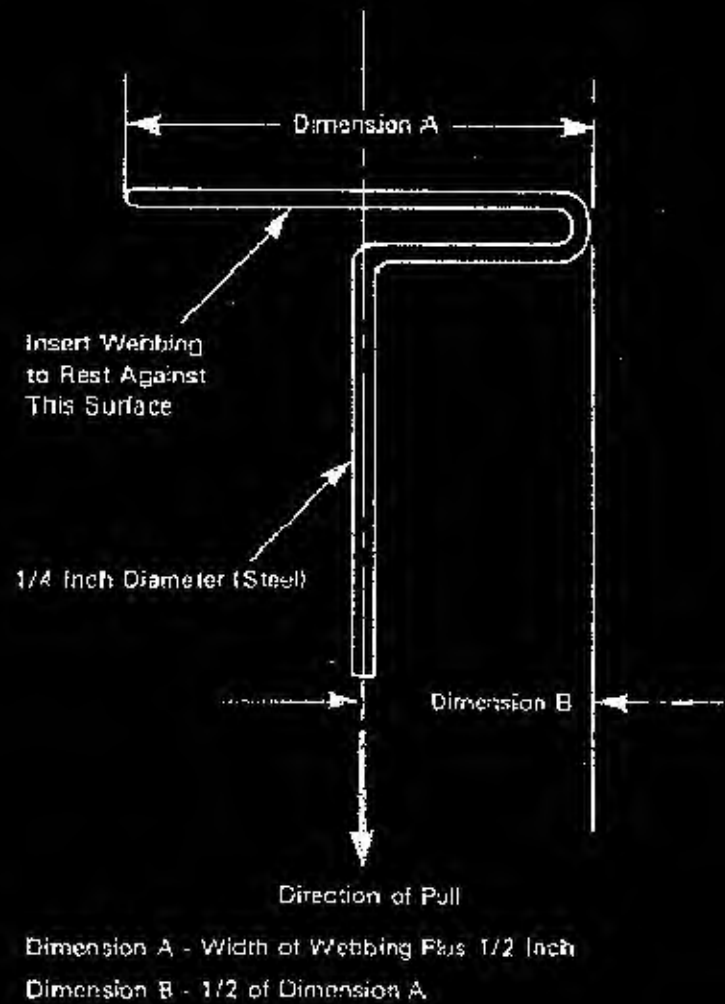 Dimension A
Insert Webbing
to Rest Against
This Surface
1/4 Inch Diameter (Steel)
Dimension B
Direction of Pull
Dimension A - Width of Webbing Plus 1/2 Inch
Dimension B - 1/2 of Dimension A